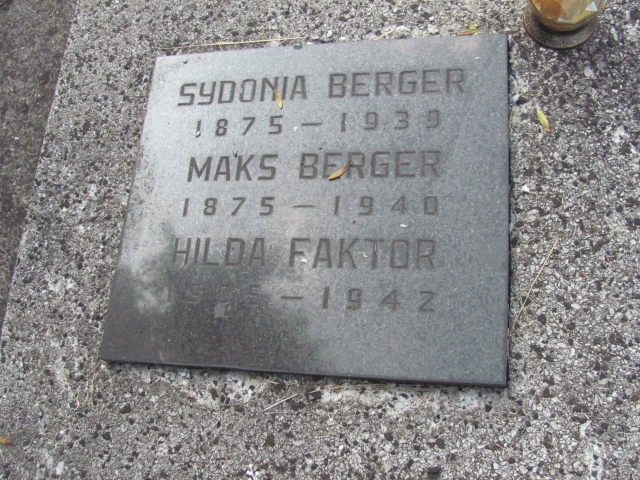 SYDONIA BERGER
1875 - 1939
MAKS BERGER
1875 - 1940
HILDA FAKTOR
- 1942